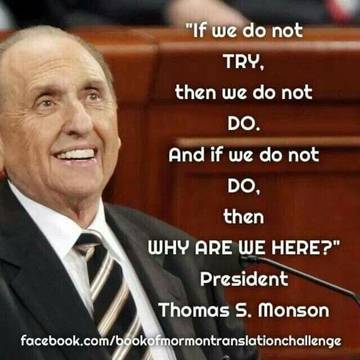 "If we do not
TRY,
then we do not
DO.
And if we do not
DO,
then
WHY ARE WE HERE?"
President
Thomas S. Monson
facebook.com/bookofmormontranslationchallenge